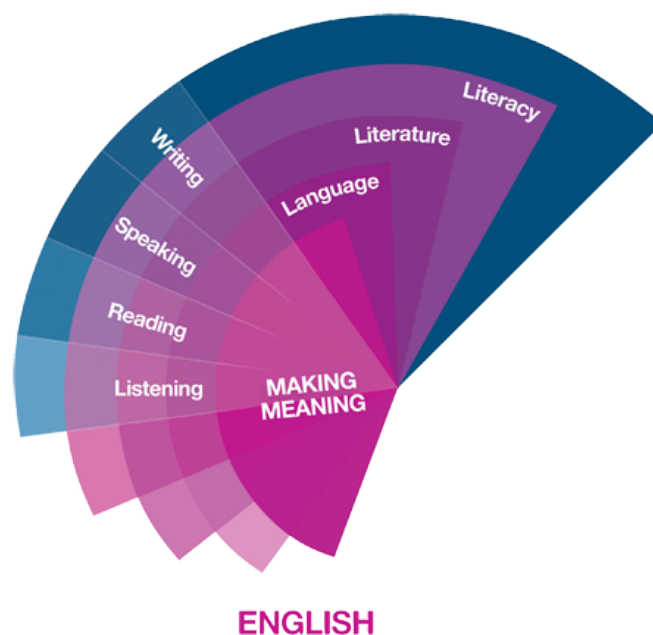 Literacy
Literature
Language
Writing
Speaking
Reading
Listening
MAKING
MEANING
ENGLISH